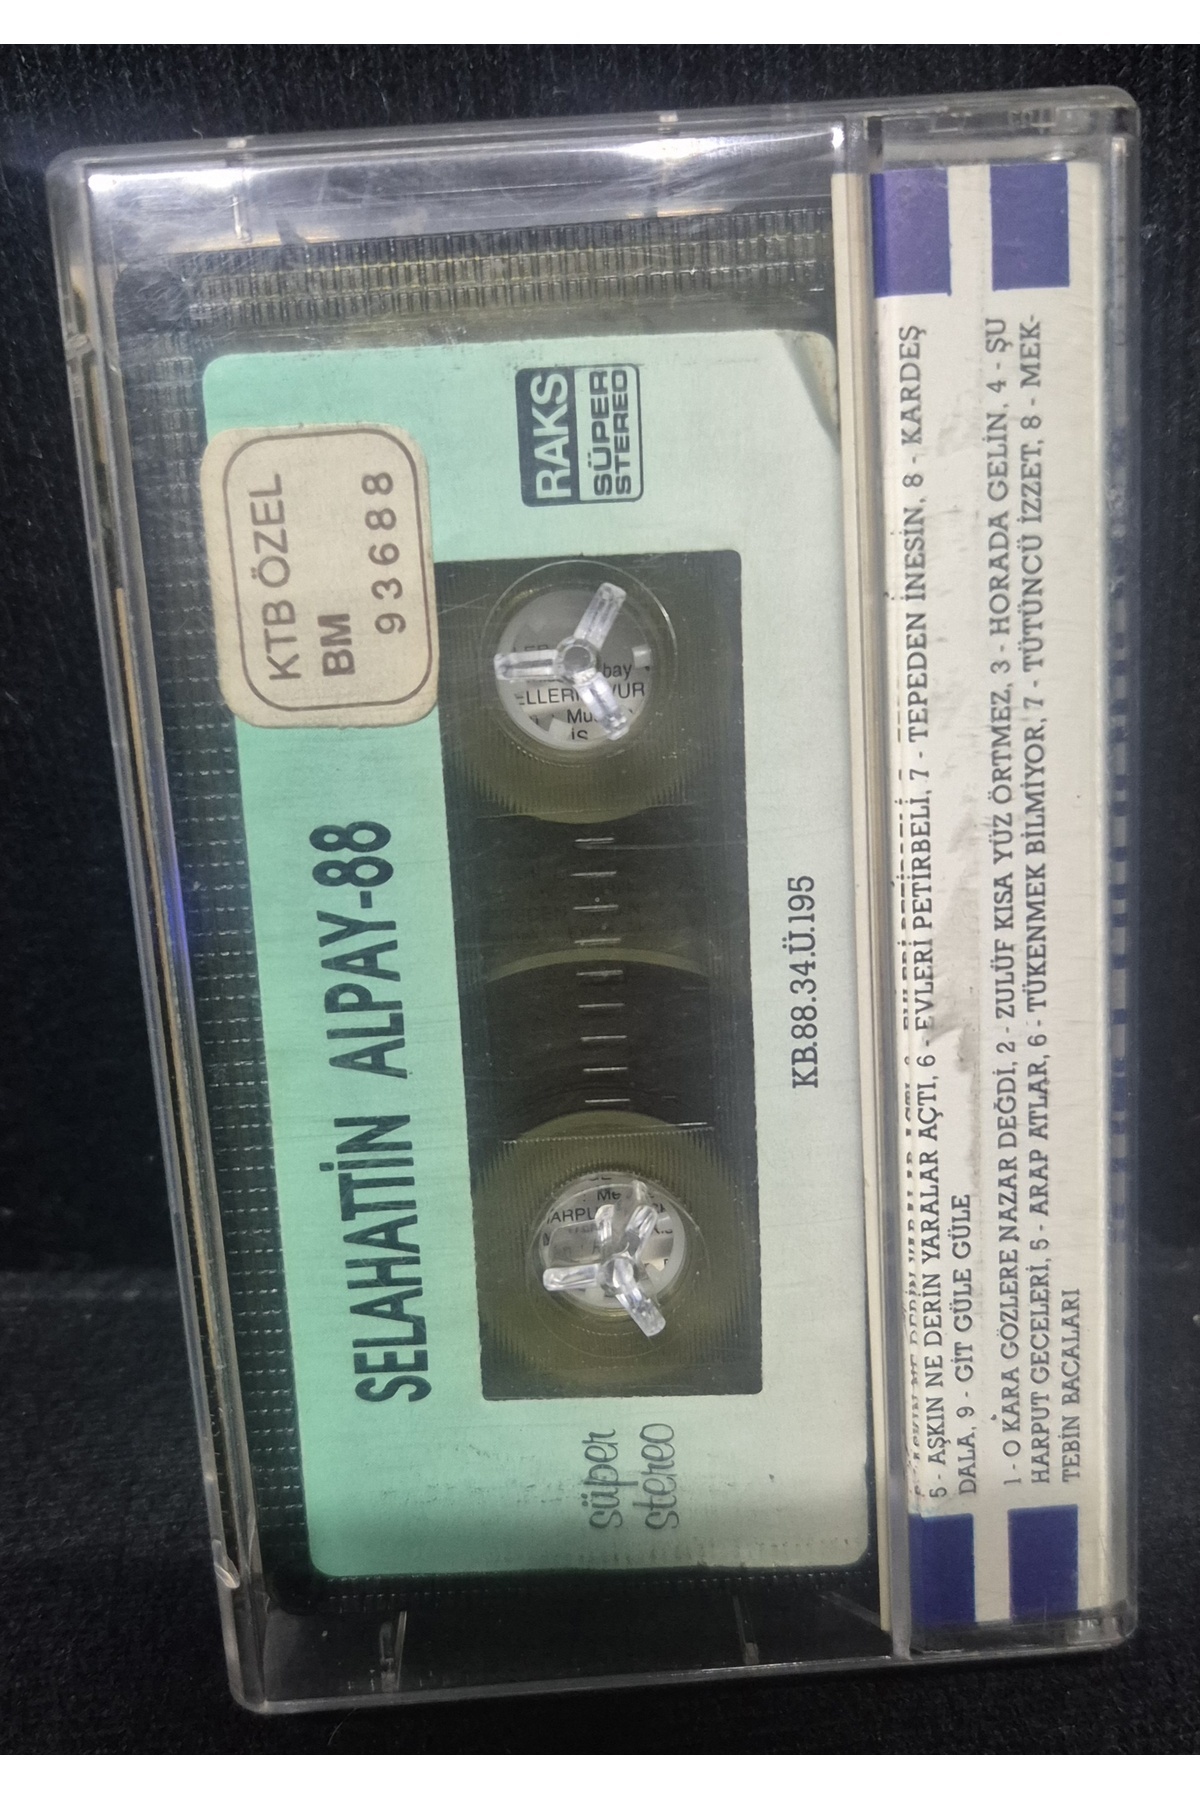 KTB ÖZEL
BM
93688
SELAHATTİN ALPAY-88
RAKS
SÜPER
STEREO
süper
stereo
bay
Mu
İS
Me
KB.88.34.Ü.195
5 - AŞKIN NE DERİN YARALAR AÇTI, 6 - EVLERİ PETİRBELİ, 7 - TEPEDEN İNESİN, 8 - KARDEŞ
DALA, 9 - GİT GÜLE GÜLE
1 - O KARA GÖZLERE NAZAR DEĞDİ, 2 - ZULÜF KISA YÜZ ÖRTMEZ, 3 - HORADA GELİN, 4 - ŞU
HARPUT GECELERİ, 5 - ARAP ATLAR, 6 - TÜKENMEK BİLMİYOR, 7 - TÜTÜNCÜ İZZET, 8 - MEK-
TEBİN BACALARI